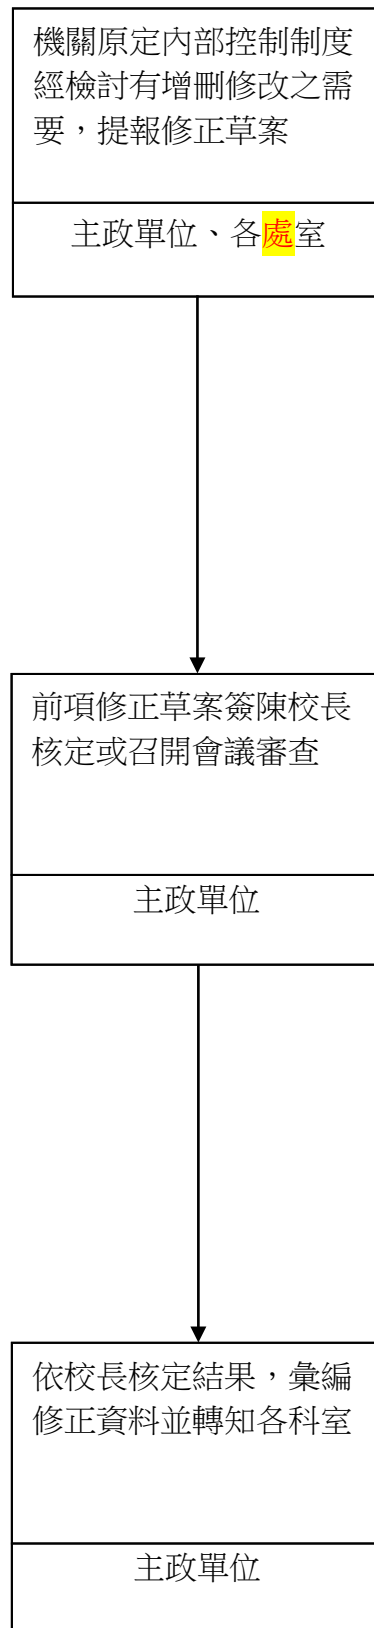 機關原定內部控制制度
經檢討有增刪修改之需
要，提報修正草案
主政單位、各處室
前項修正草案簽陳校長
核定或召開會議審查
主政單位
依校長核定結果，彙編
修正資料並轉知各科室
主政單位